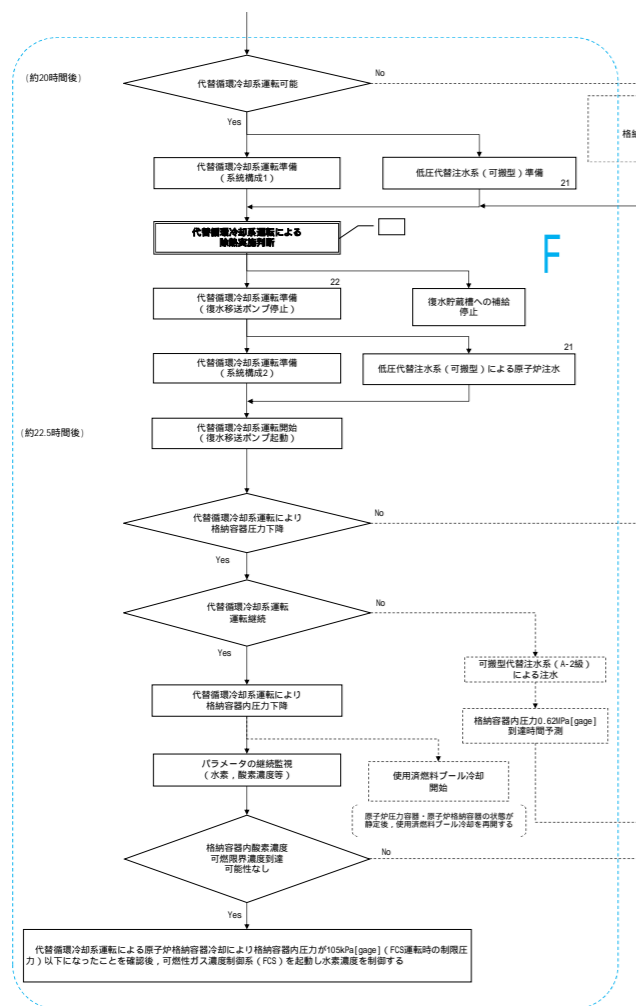 (約20時間後)
代替循環冷却系運転可能
No
格納
Yes
代替循環冷却系運転準備
(系統構成1)
低圧代替注水系(可搬型)準備
21
代替循環冷却系運転による
除熱実施判断
F
22
代替循環冷却系運転準備
(復水移送ポンプ停止)
復水貯蔵槽への補給
停止
21
代替循環冷却系運転準備
(系統構成2)
低圧代替注水系(可搬型)による原子炉注水
(約22.5時間後)
代替循環冷却系運転開始
(復水移送ポンプ起動)
代替循環冷却系運転により
格納容器圧力下降
No
Yes
代替循環冷却系運転
運転継続
No
Yes
可搬型代替注水系(A-2級)
による注水
代替循環冷却系運転により
格納容器内圧力下降
格納容器内圧力0.62MPa[gage]
到達時間予測
パラメータの継続監視
(水素,酸素濃度等)
使用済燃料プール冷却
開始
原子炉圧力容器・原子炉格納容器の状態が
静定後,使用済燃料プール冷却を再開する
格納容器内酸素濃度
可燃限界濃度到達
可能性なし
No
Yes
代替循環冷却系運転による原子炉格納容器冷却により格納容器内圧力が105kPa[gage](FCS運転時の制限圧
力)以下になったことを確認後,可燃性ガス濃度制御系(FCS)を起動し水素濃度を制御する